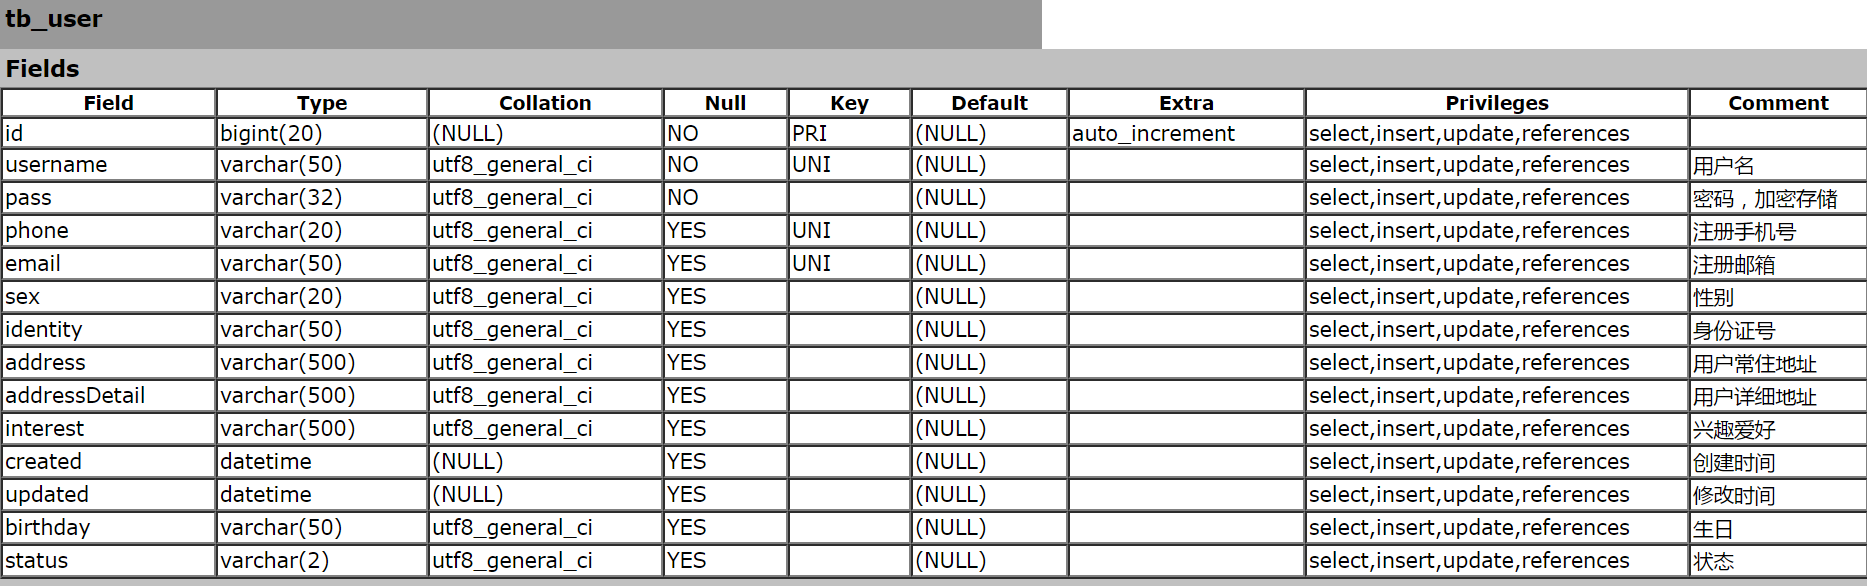 tb_user
Fields
Field Type Collation Null Key Default Extra Privileges Comment
id bigint(20) (NULL) NO PRI (NULL) auto_increment select,insert,update,references
username varchar(50) utf8_general_ci NO UNI (NULL) select,insert,update,references 用户名
pass varchar(32) utf8_general_ci NO (NULL) select,insert,update,references 密码，加密存储
phone varchar(20) utf8_general_ci YES UNI (NULL) select,insert,update,references 注册手机号
email varchar(50) utf8_general_ci YES UNI (NULL) select,insert,update,references 注册邮箱
sex varchar(20) utf8_general_ci YES (NULL) select,insert,update,references 性别
identity varchar(50) utf8_general_ci YES (NULL) select,insert,update,references 身份证号
address varchar(500) utf8_general_ci YES (NULL) select,insert,update,references 用户常住地址
addressDetail varchar(500) utf8_general_ci YES (NULL) select,insert,update,references 用户详细地址
interest varchar(500) utf8_general_ci YES (NULL) select,insert,update,references 兴趣爱好
created datetime (NULL) YES (NULL) select,insert,update,references 创建时间
updated datetime (NULL) YES (NULL) select,insert,update,references 修改时间
birthday varchar(50) utf8_general_ci YES (NULL) select,insert,update,references 生日
status varchar(2) utf8_general_ci YES (NULL) select,insert,update,references 状态